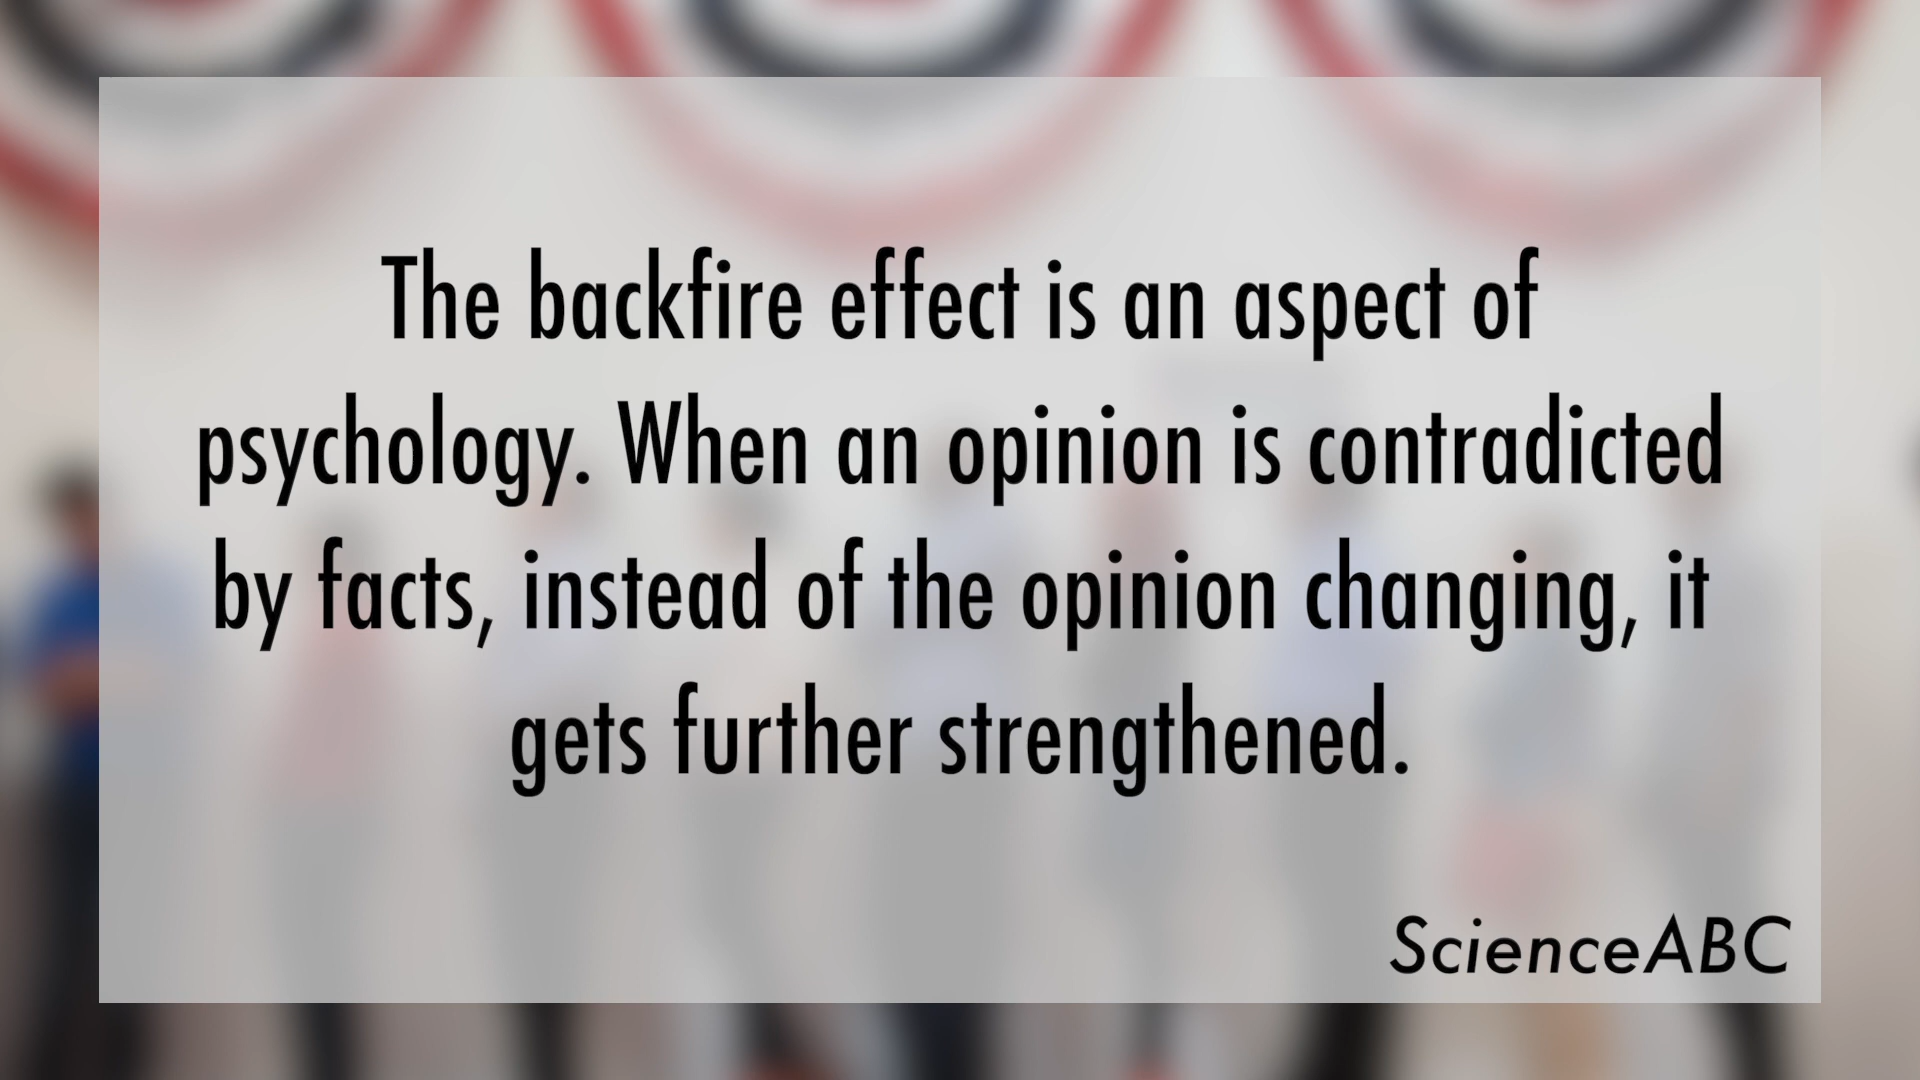 The backfire effect is an aspect of
psychology. When an opinion is contradicted
by facts, instead of the opinion changing, it
gets further strengthened.
ScienceABC